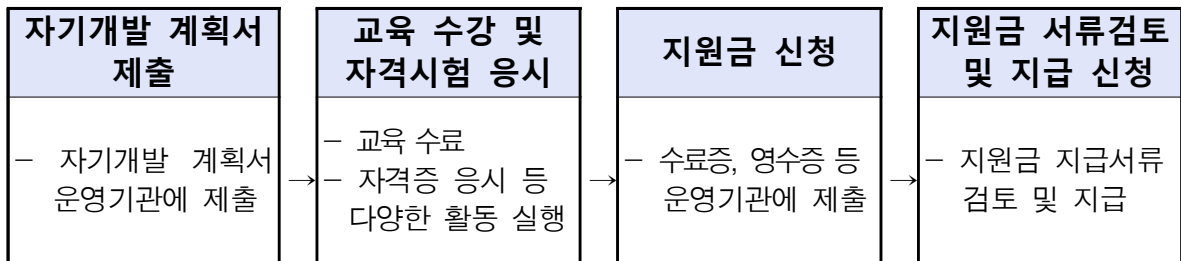 자기개발 계획서
제출
- 자기개발 계획서
운영기관에 제출
→
교육 수강 및
자격시험 응시
- 교육 수료
- 자격증 응시 등
다양한 활동 실행
→
지원금 신청
- 수료증, 영수증 등
운영기관에 제출
→
지원금 서류검토
및 지급 신청
- 지원금 지급서류
검토 및 지급